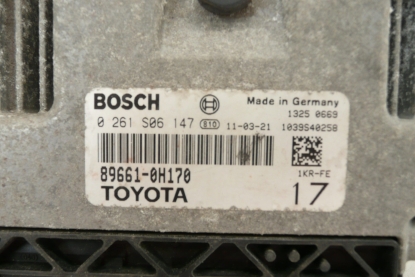 BOSCH Made in Germany
1325 0669
0 261 S06 147 S10 11-03-21 1039S40258
89661-0H170 1KR-FE
TOYOTA 17